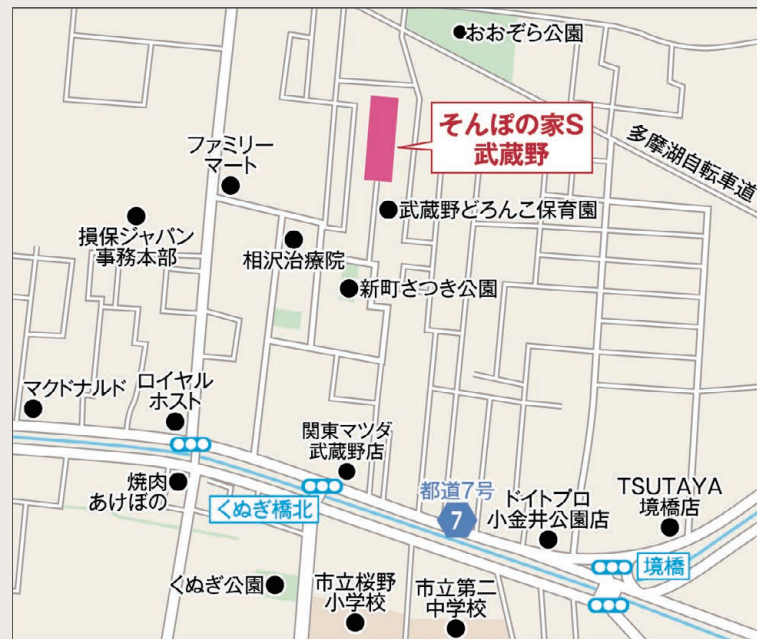 おおぞら公園
そんぽの家S
武蔵野
多摩湖自転車道
ファミリー
マート
武蔵野どろんこ保育園
損保ジャパン
事務本部
相沢治療院
新町さつき公園
マクドナルド
ロイヤル
ホスト
関東マツダ
武蔵野店
焼肉
あけぼの
くぬぎ橋北
都道7号
7
ドイトプロ
小金井公園店
TSUTAYA
境橋店
境橋
くぬぎ公園
市立桜野
小学校
市立第二
中学校